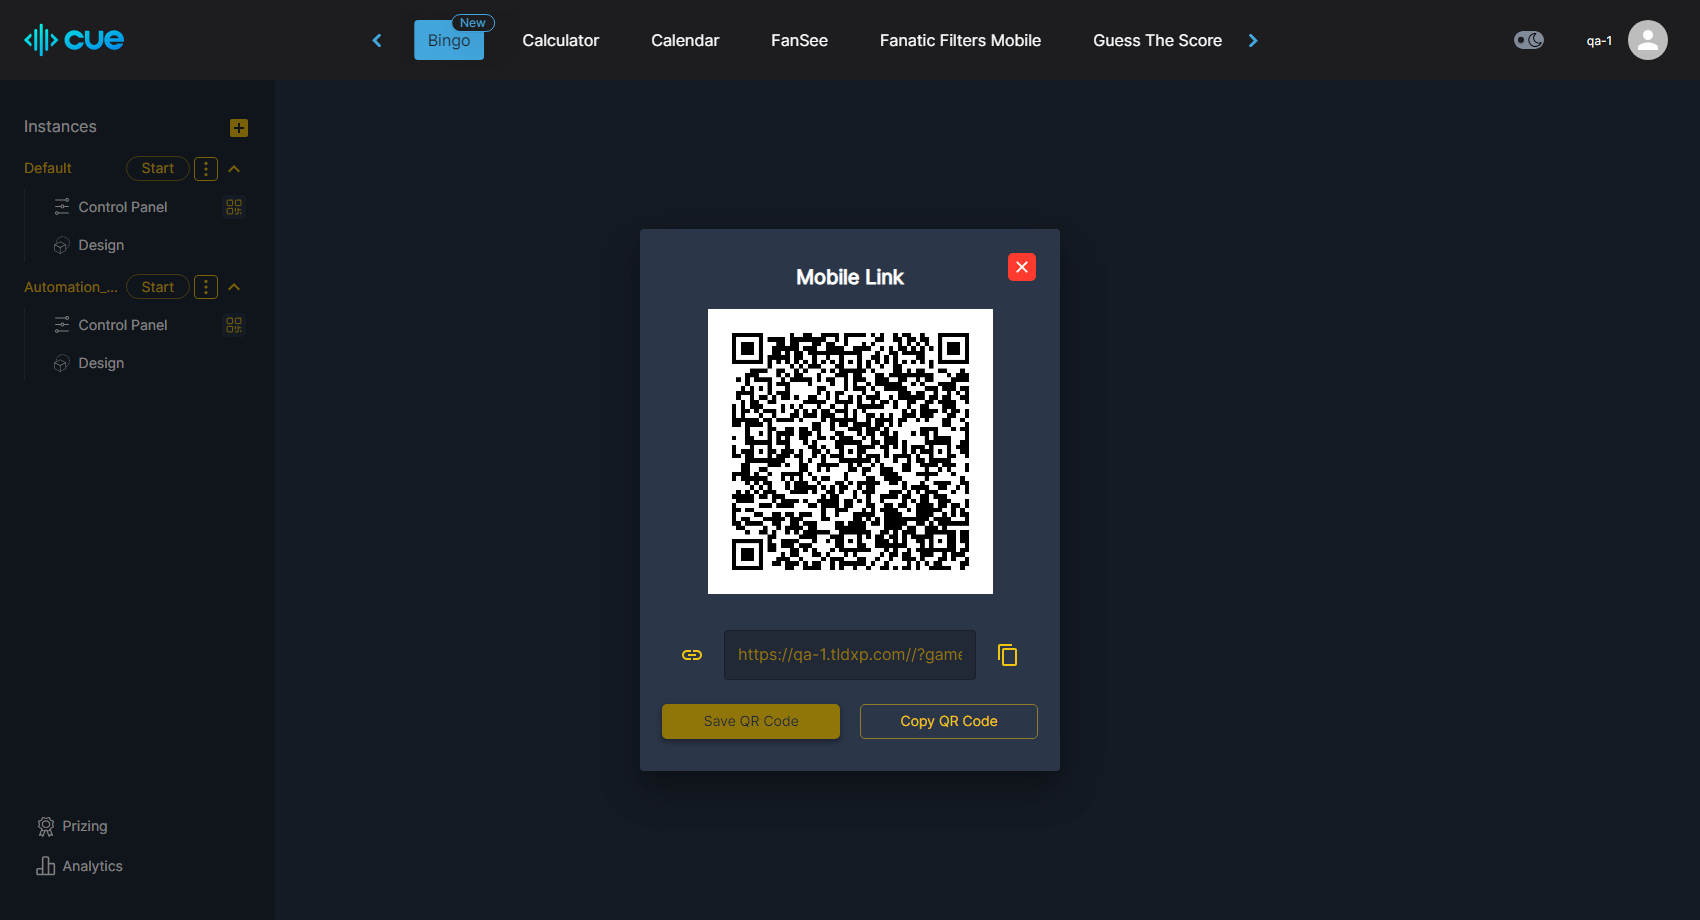 cue
New
Bingo
Calculator
Calendar
FanSee
Fanatic Filters Mobile
Guess The Score
qa-1
Instances
Default
Start
Control Panel
Design
Automation_...
Start
Control Panel
Design
Mobile Link
https://qa-1.tldxp.com//?game
Save QR Code
Copy QR Code
Prizing
Analytics